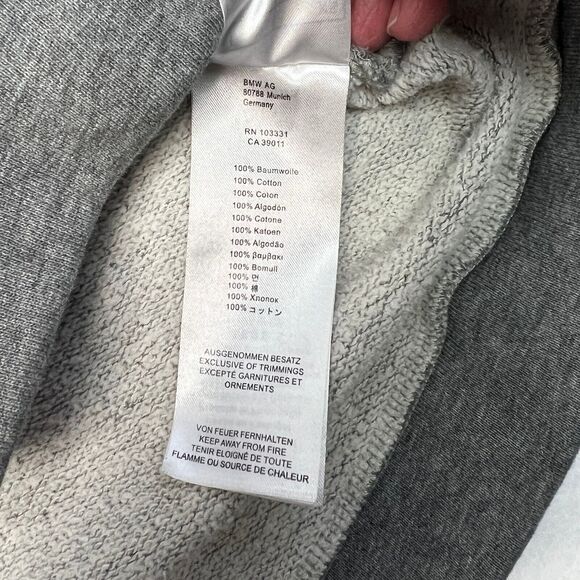 BMW AG
80788 Munich
Germany
RN 103331
CA 39011
100% Baumwolle
100% Cotton
100% Coton
100% Algodón
100% Cotone
100% Katoen
100% Algodão
100% βαμβακι
100% Bomull
100% 면
100% 棉
100% Хлопок
100% コットン
AUSGENOMMEN BESATZ
EXCLUSIVE OF TRIMMINGS
EXCEPTÉ GARNITURES ET
ORNEMENTS
VON FEUER FERNHALTEN
KEEP AWAY FROM FIRE
TENIR ELOIGNÉ DE TOUTE
FLAMME OU SOURCE DE CHALEUR